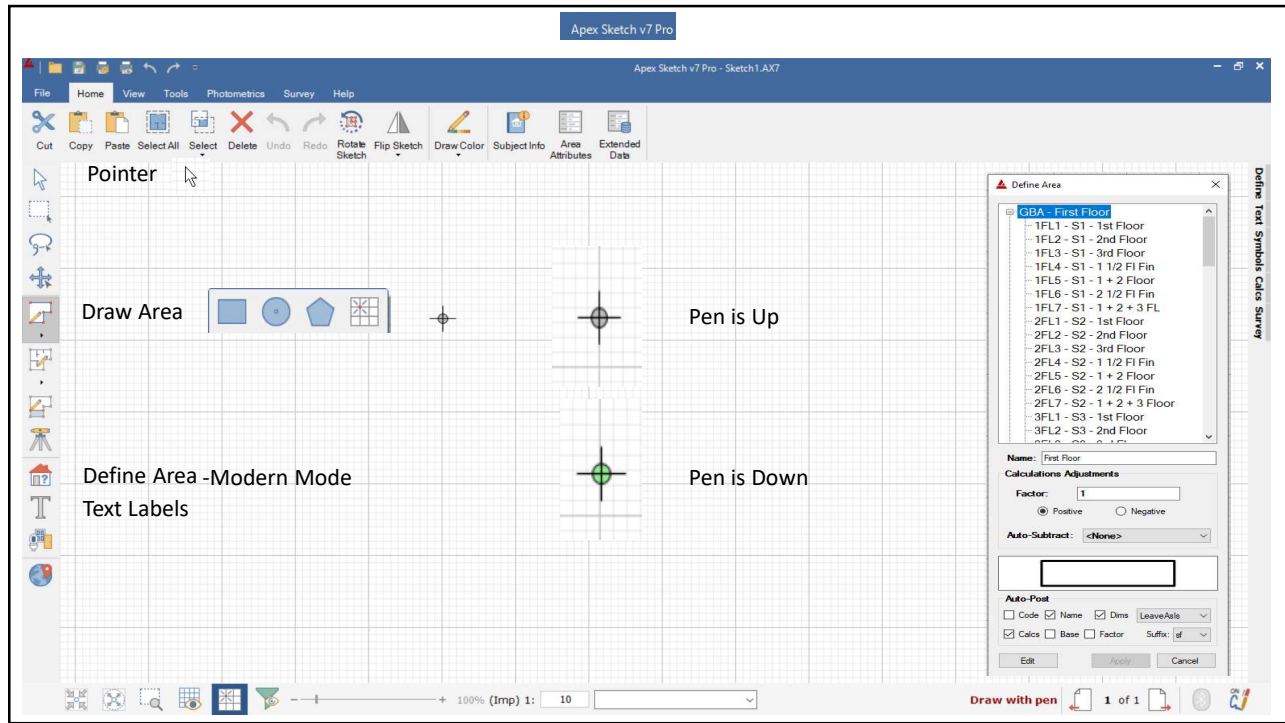 Apex Sketch v7 Pro
Apex Sketch v7 Pro - Sketch1.AX7
File Home View Tools Photometrics Survey Help
Cut Copy Paste Select All Select Delete Undo Redo Rotate Sketch Flip Sketch Draw Color Subject Info Area Attributes Extended Data
Pointer
Draw Area
Pen is Up
Define Area -Modern Mode
Pen is Down
Text Labels
Define Text Symbols Calcs Survey
Define Area
GBA - First Floor
1FL1 - S1 - 1st Floor
1FL2 - S1 - 2nd Floor
1FL3 - S1 - 3rd Floor
1FL4 - S1 - 1 1/2 Fl Fin
1FL5 - S1 - 1 + 2 Floor
1FL6 - S1 - 2 1/2 Fl Fin
1FL7 - S1 - 1 + 2 + 3 FL
2FL1 - S2 - 1st Floor
2FL2 - S2 - 2nd Floor
2FL3 - S2 - 3rd Floor
2FL4 - S2 - 1 1/2 Fl Fin
2FL5 - S2 - 1 + 2 Floor
2FL6 - S2 - 2 1/2 Fl Fin
2FL7 - S2 - 1 + 2 + 3 Floor
3FL1 - S3 - 1st Floor
3FL2 - S3 - 2nd Floor
Name: First Floor
Calculations Adjustments
Factor: 1
Positive Negative
Auto-Subtract: <None>
Auto-Post
Code Name Dims LeaveAsIs
Calcs Base Factor Suffix: sf
Edit Apply Cancel
100% (Imp) 1: 10
Draw with pen 1 of 1
ON